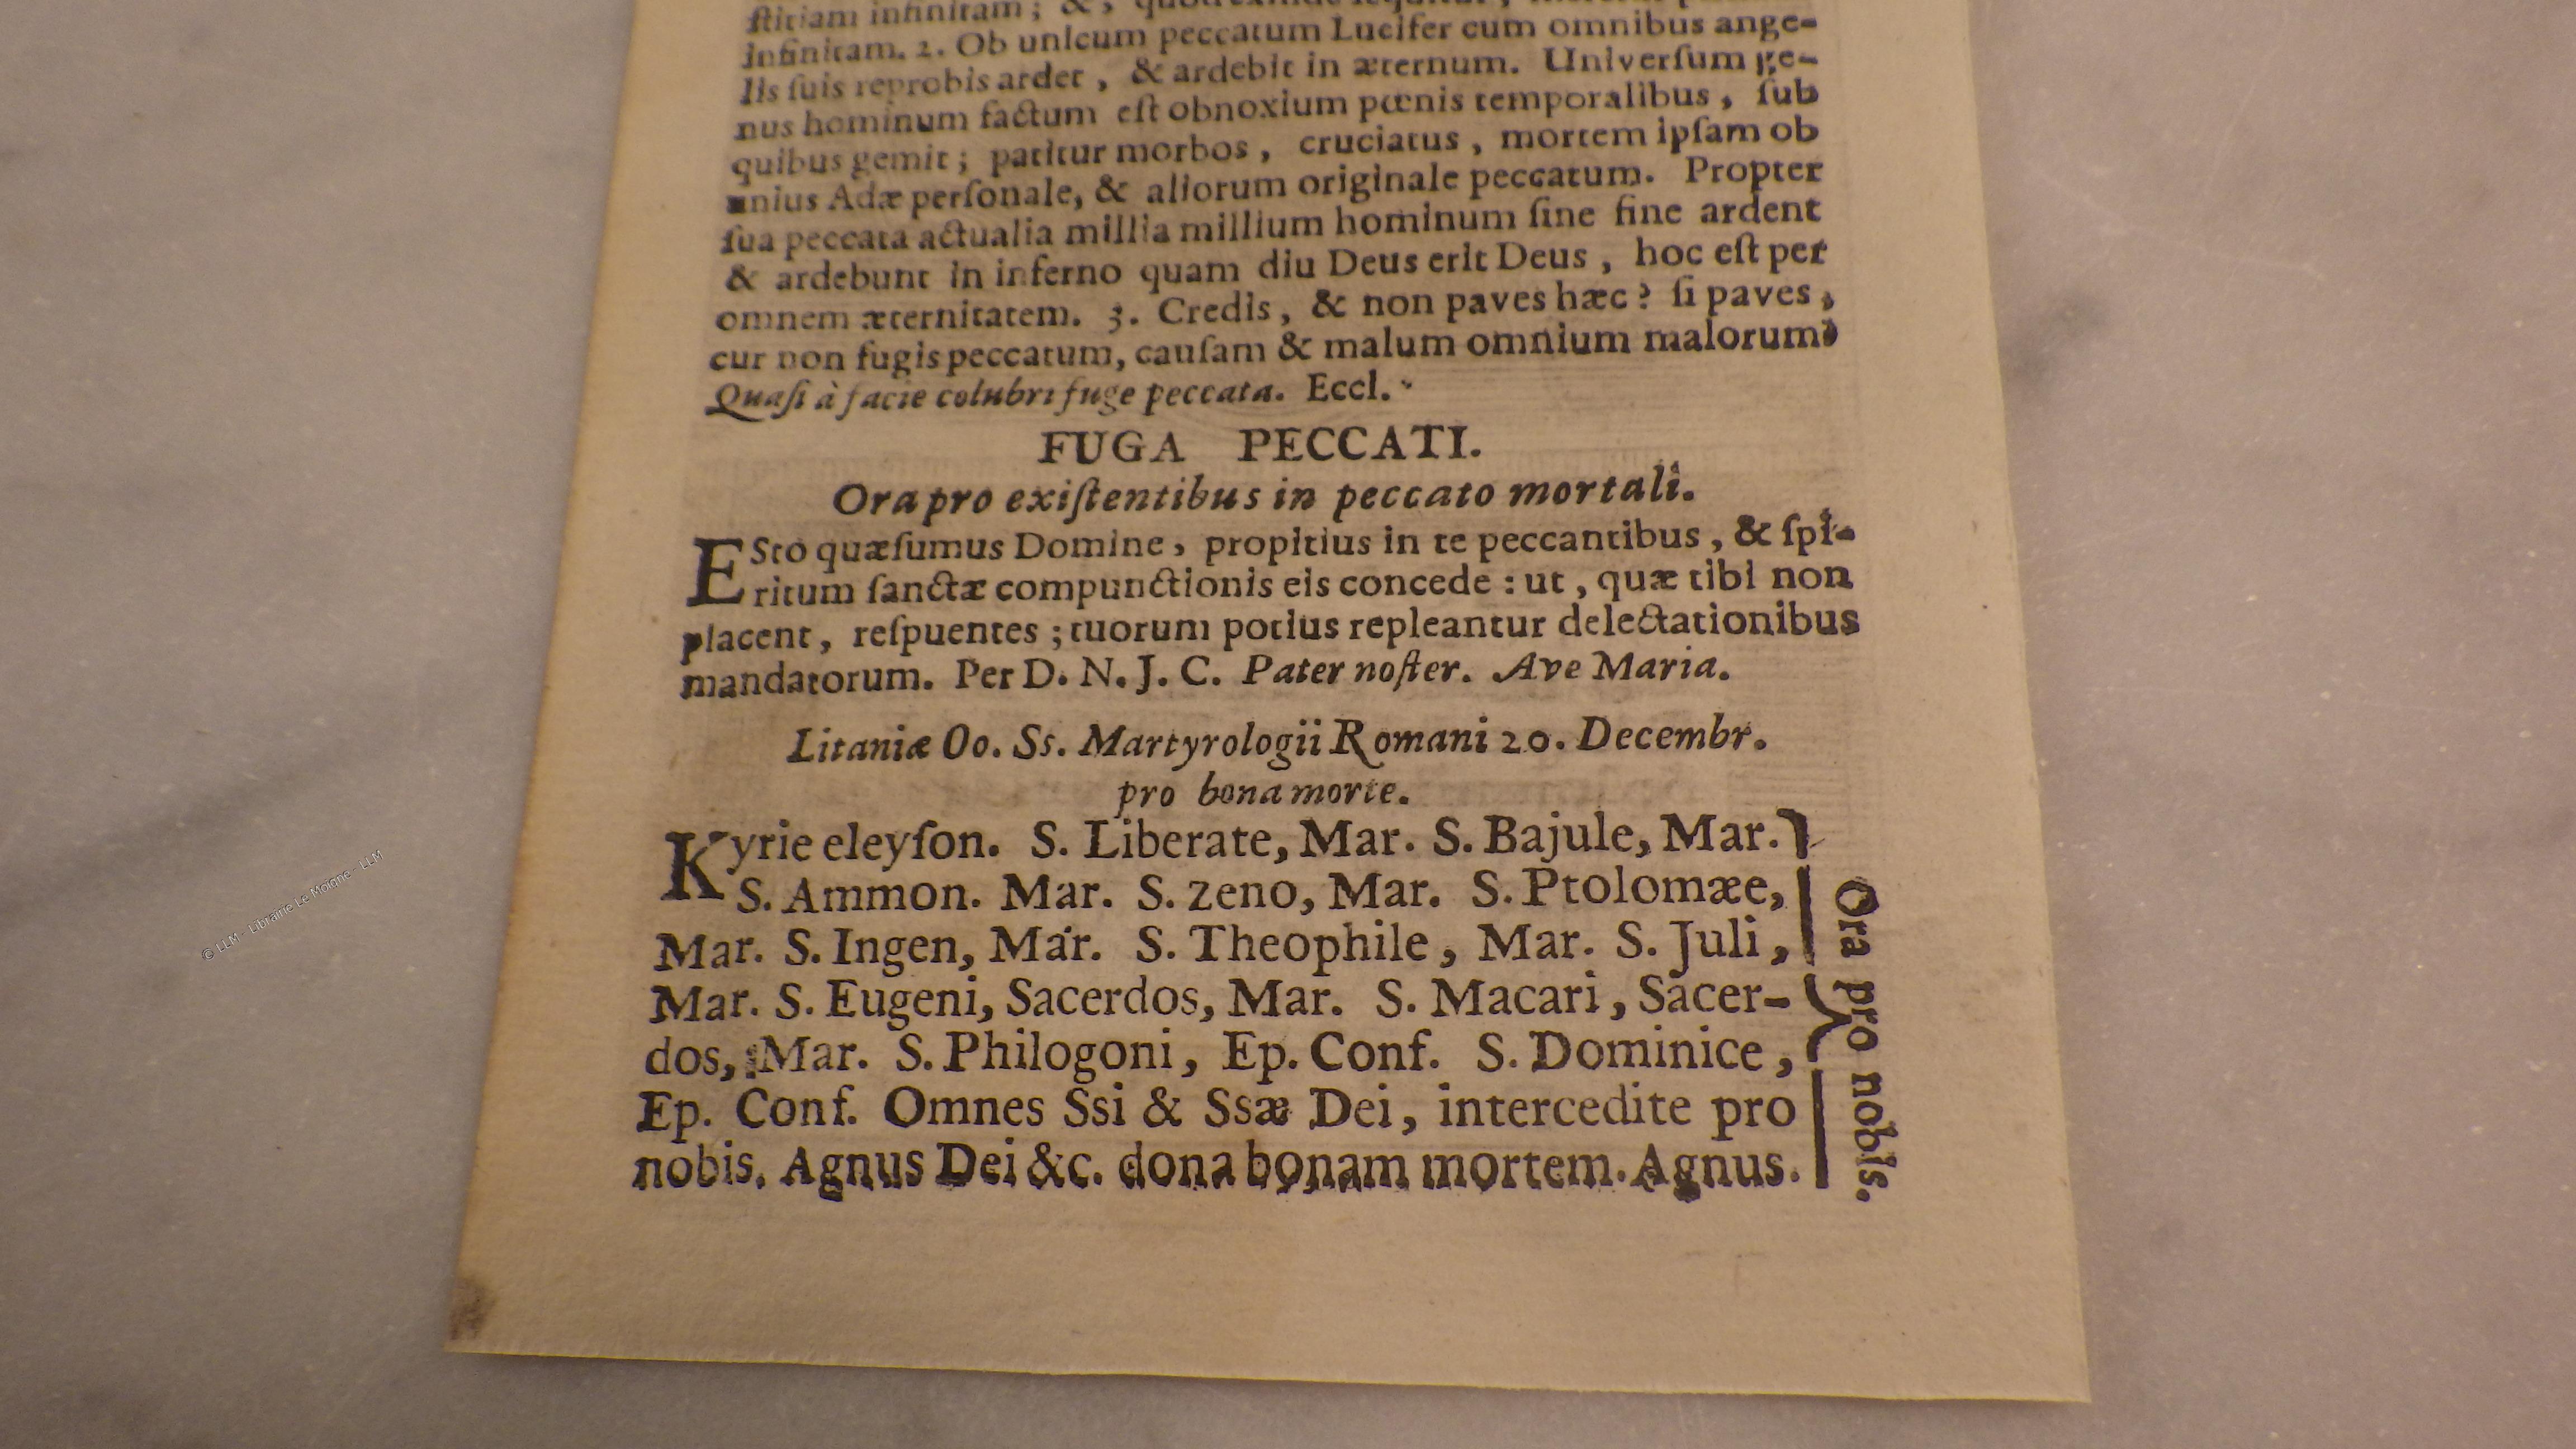 ſtitiam infinitam; &,
infinitam. 2. Ob unicum peccatum Lucifer cum omnibus ange-
lis ſuis reprobis ardet, & ardebit in æternum. Univerſum ge-
nus hominum factum eſt obnoxium pœnis temporalibus, ſub
quibus gemit; patitur morbos, cruciatus, mortem ipſam ob
unius Adæ perſonale, & aliorum originale peccatum. Propter
ſua peccata actualia millia millium hominum ſine fine ardent
& ardebunt in inferno quam diu Deus erit Deus, hoc eſt per
omnem æternitatem. 3. Credis, & non paves hæc? ſi paves,
cur non fugis peccatum, cauſam & malum omnium malorum?
Quaſi à facie colubri fuge peccata. Eccl.
FUGA PECCATI.
Ora pro exiſtentibus in peccato mortali.
ESto quæſumus Domine, propitius in te peccantibus, & ſpi-
ritum ſanctæ compunctionis eis concede: ut, quæ tibi non
placent, reſpuentes; tuorum potius repleantur delectationibus
mandatorum. Per D. N. J. C. Pater noſter. Ave Maria.
Litaniæ Oo. Ss. Martyrologii Romani 20. Decembr.
pro bona morte.
Kyrie eleyſon. S. Liberate, Mar. S. Bajule, Mar.
S. Ammon. Mar. S. zeno, Mar. S. Ptolomæe,
Mar. S. Ingen, Mar. S. Theophile, Mar. S. Juli,
Mar. S. Eugeni, Sacerdos, Mar. S. Macari, Sacer-
dos, Mar. S. Philogoni, Ep. Conf. S. Dominice,
Ep. Conf. Omnes Ssi & Ssæ Dei, intercedite pro
nobis. Agnus Dei &c. dona bonam mortem. Agnus.
Ora pro nobis.
© LLM - Librairie Le Moigne - LLM